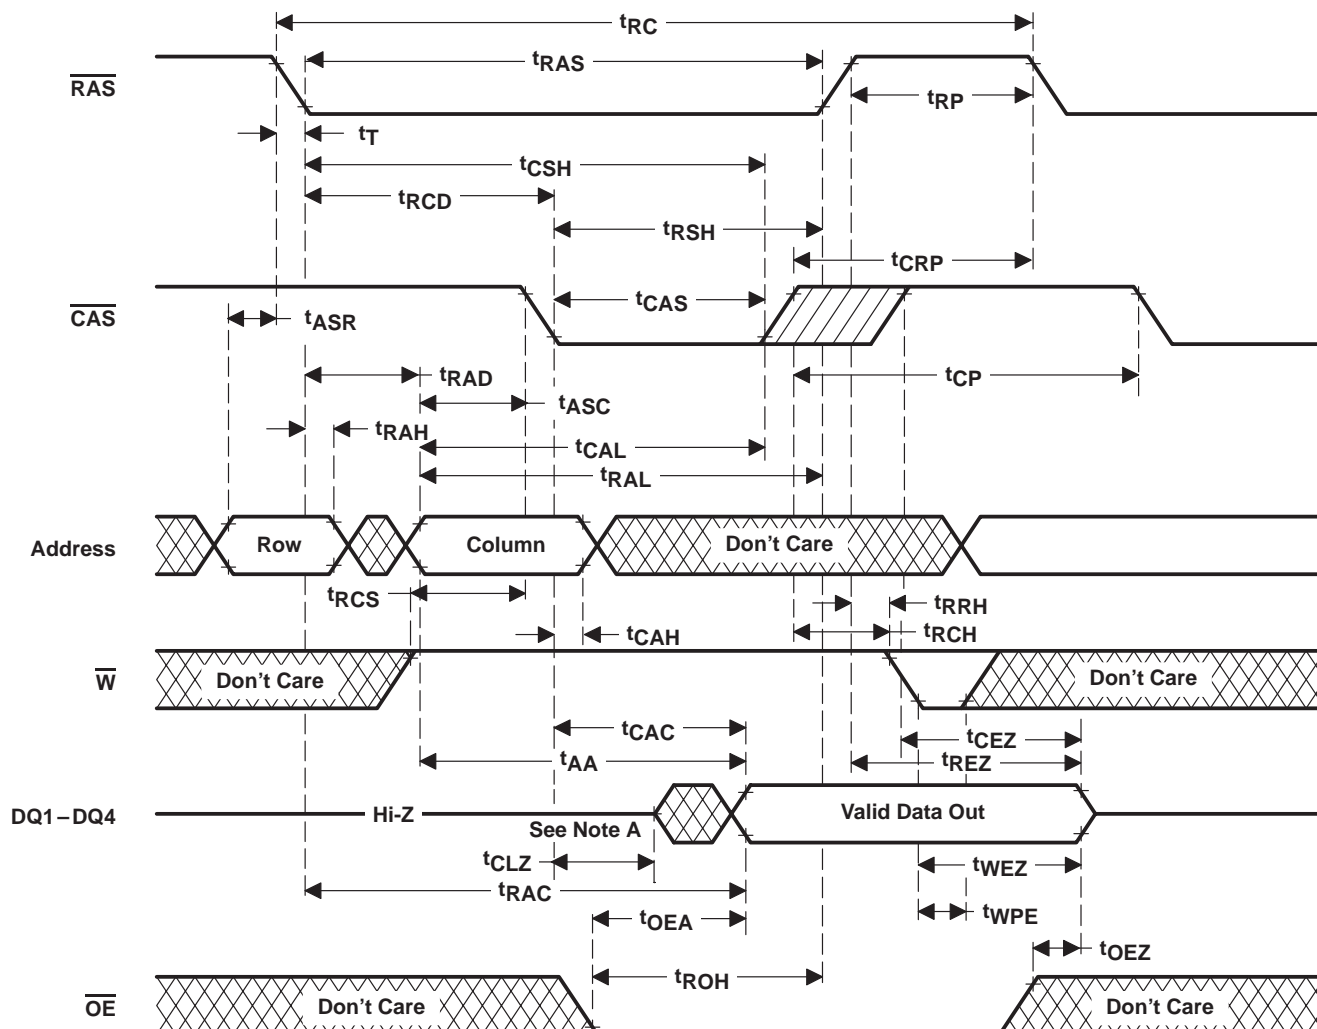 tRC
RAS
tRAS
tRP
tT
tCSH
tRCD
tRSH
tCRP
CAS
tCAS
tASR
tRAD
tCP
tASC
tRAH
tCAL
tRAL
Address
Row
Column
Don't Care
tRCS
tRRH
tCAH
tRCH
W
Don't Care
Don't Care
tCAC
tCEZ
tAA
tREZ
DQ1–DQ4
Hi-Z
Valid Data Out
See Note A
tCLZ
tWEZ
tRAC
tOEA
tWPE
tOEZ
tROH
OE
Don't Care
Don't Care